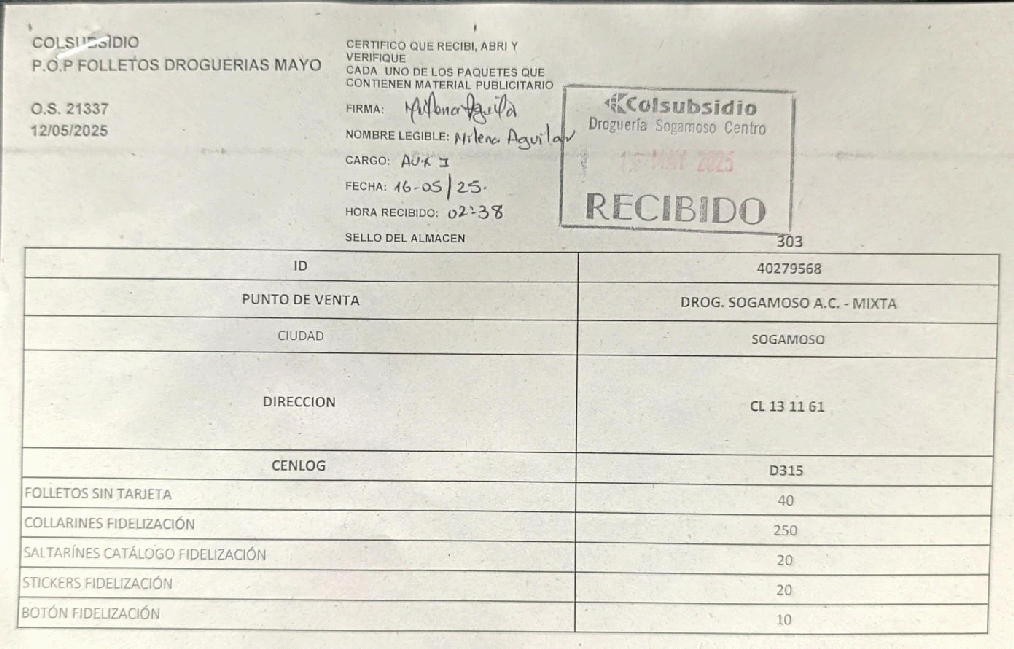 COLSUBSIDIO
P.O.P FOLLETOS DROGUERIAS MAYO
O.S. 21337
12/05/2025
CERTIFICO QUE RECIBI, ABRI Y
VERIFIQUE
CADA UNO DE LOS PAQUETES QUE
CONTIENEN MATERIAL PUBLICITARIO
FIRMA: Milena Aguila
NOMBRE LEGIBLE: Milena Aguilar
CARGO: AUX I
FECHA: 16-05/25.
HORA RECIBIDO: 02:38
SELLO DEL ALMACEN
Colsubsidio
Droguería Sogamoso Centro
MAY 2025
RECIBIDO
303
ID 40279568
PUNTO DE VENTA DROG. SOGAMOSO A.C. - MIXTA
CIUDAD SOGAMOSO
DIRECCION CL 13 11 61
CENLOG D315
FOLLETOS SIN TARJETA 40
COLLARINES FIDELIZACIÓN 250
SALTARÍNES CATÁLOGO FIDELIZACIÓN 20
STICKERS FIDELIZACIÓN 20
BOTÓN FIDELIZACIÓN 10